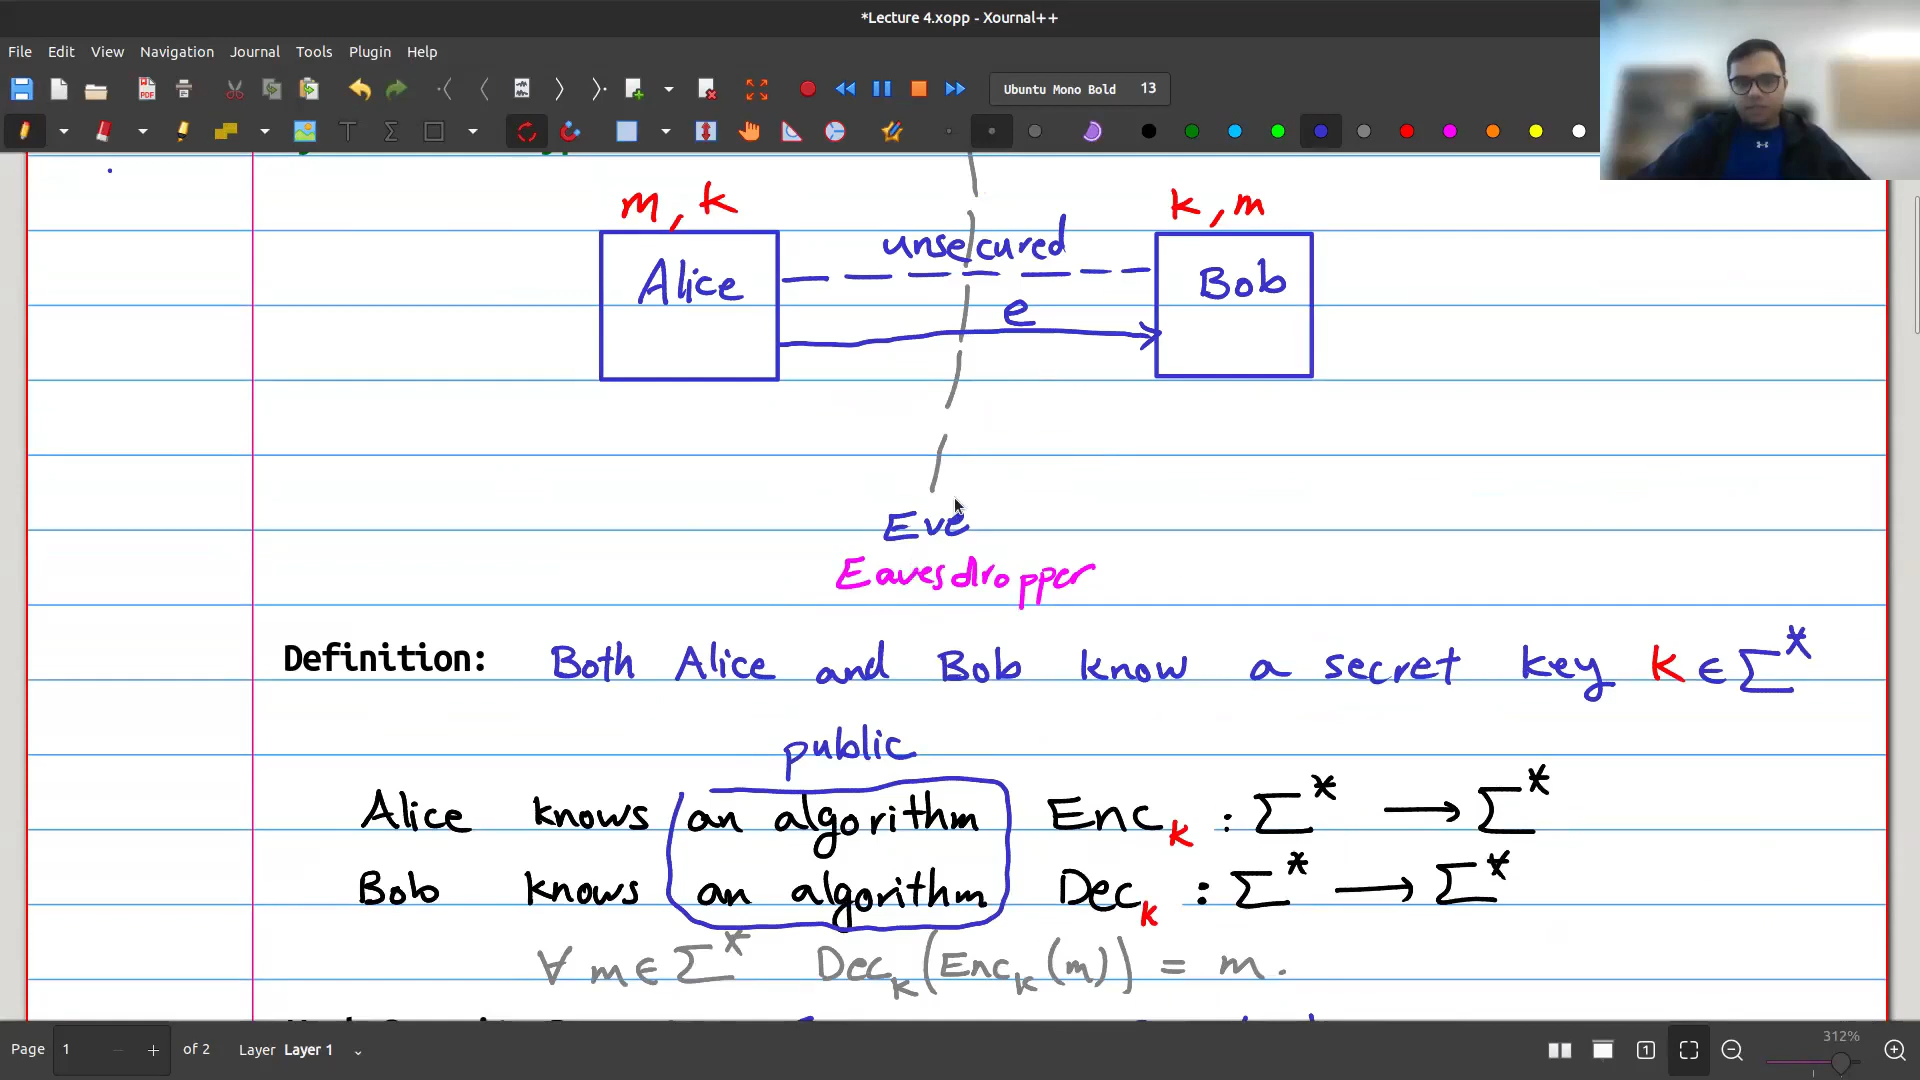 *Lecture 4.xopp - Xournal++
File Edit View Navigation Journal Tools Plugin Help
Ubuntu Mono Bold 13
m, k
k, m
unsecured
Alice
Bob
e
Eve
Eavesdropper
Definition: Both Alice and Bob know a secret key k ∈ Σ*
public
Alice knows an algorithm Enc_k : Σ* → Σ*
Bob knows an algorithm Dec_k : Σ* → Σ*
∀ m ∈ Σ* Dec_k(Enc_k(m)) = m.
Page 1 of 2 Layer Layer 1 312%